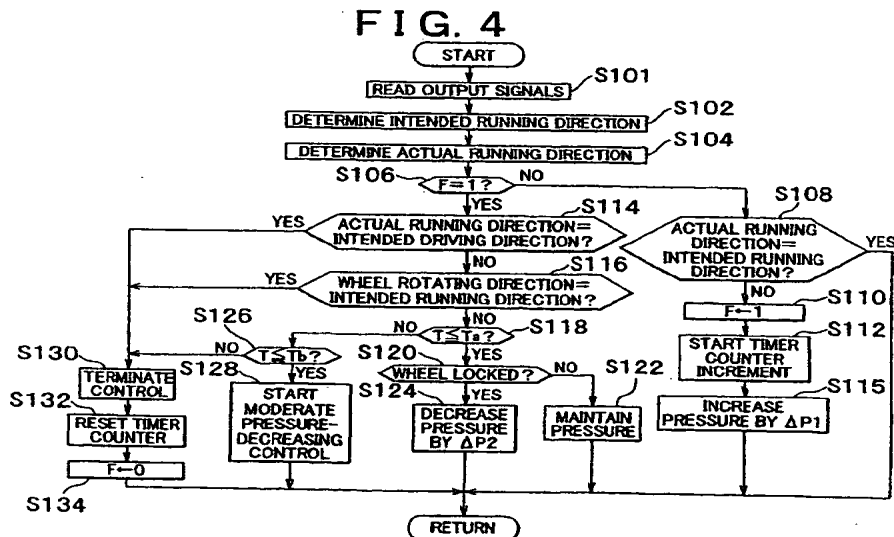 FIG. 4
START
READ OUTPUT SIGNALS
S101
DETERMINE INTENDED RUNNING DIRECTION
S102
DETERMINE ACTUAL RUNNING DIRECTION
S104
S106
F=1?
NO
YES
S108
ACTUAL RUNNING
DIRECTION=
INTENDED RUNNING
DIRECTION?
YES
NO
S114
YES
ACTUAL RUNNING DIRECTION=
INTENDED DRIVING DIRECTION?
NO
S116
YES
WHEEL ROTATING DIRECTION=
INTENDED RUNNING DIRECTION?
NO
S110
F←1
S112
START TIMER
COUNTER
INCREMENT
S115
INCREASE
PRESSURE BY ΔP1
S118
NO
T≦Ta?
YES
S126
NO
T≦Tb?
YES
S120
WHEEL LOCKED?
NO
YES
S122
MAINTAIN
PRESSURE
S124
DECREASE
PRESSURE
BY ΔP2
S128
START
MODERATE
PRESSURE-
DECREASING
CONTROL
S130
TERMINATE
CONTROL
S132
RESET TIMER
COUNTER
F←0
S134
RETURN